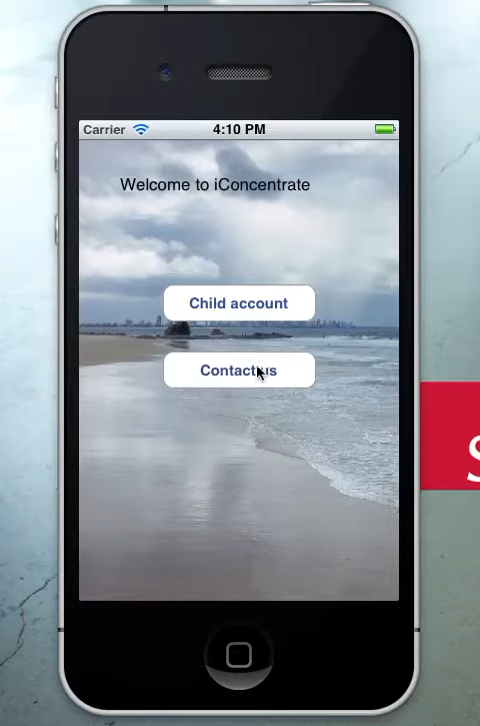 Carrier 4:10 PM
Welcome to iConcentrate
Child account
Contact us
S